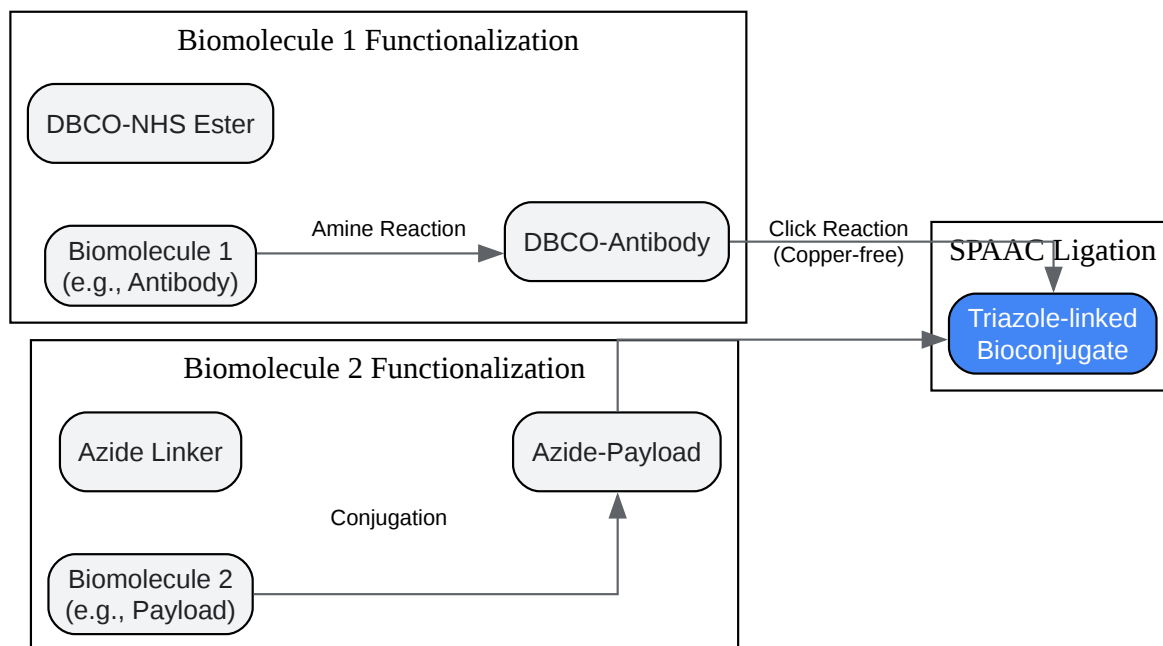 Biomolecule 1 Functionalization
DBCO-NHS Ester
Biomolecule 1
(e.g., Antibody)
Amine Reaction
DBCO-Antibody
Click Reaction
(Copper-free)
SPAAC Ligation
Triazole-linked
Bioconjugate
Biomolecule 2 Functionalization
Azide Linker
Azide-Payload
Conjugation
Biomolecule 2
(e.g., Payload)